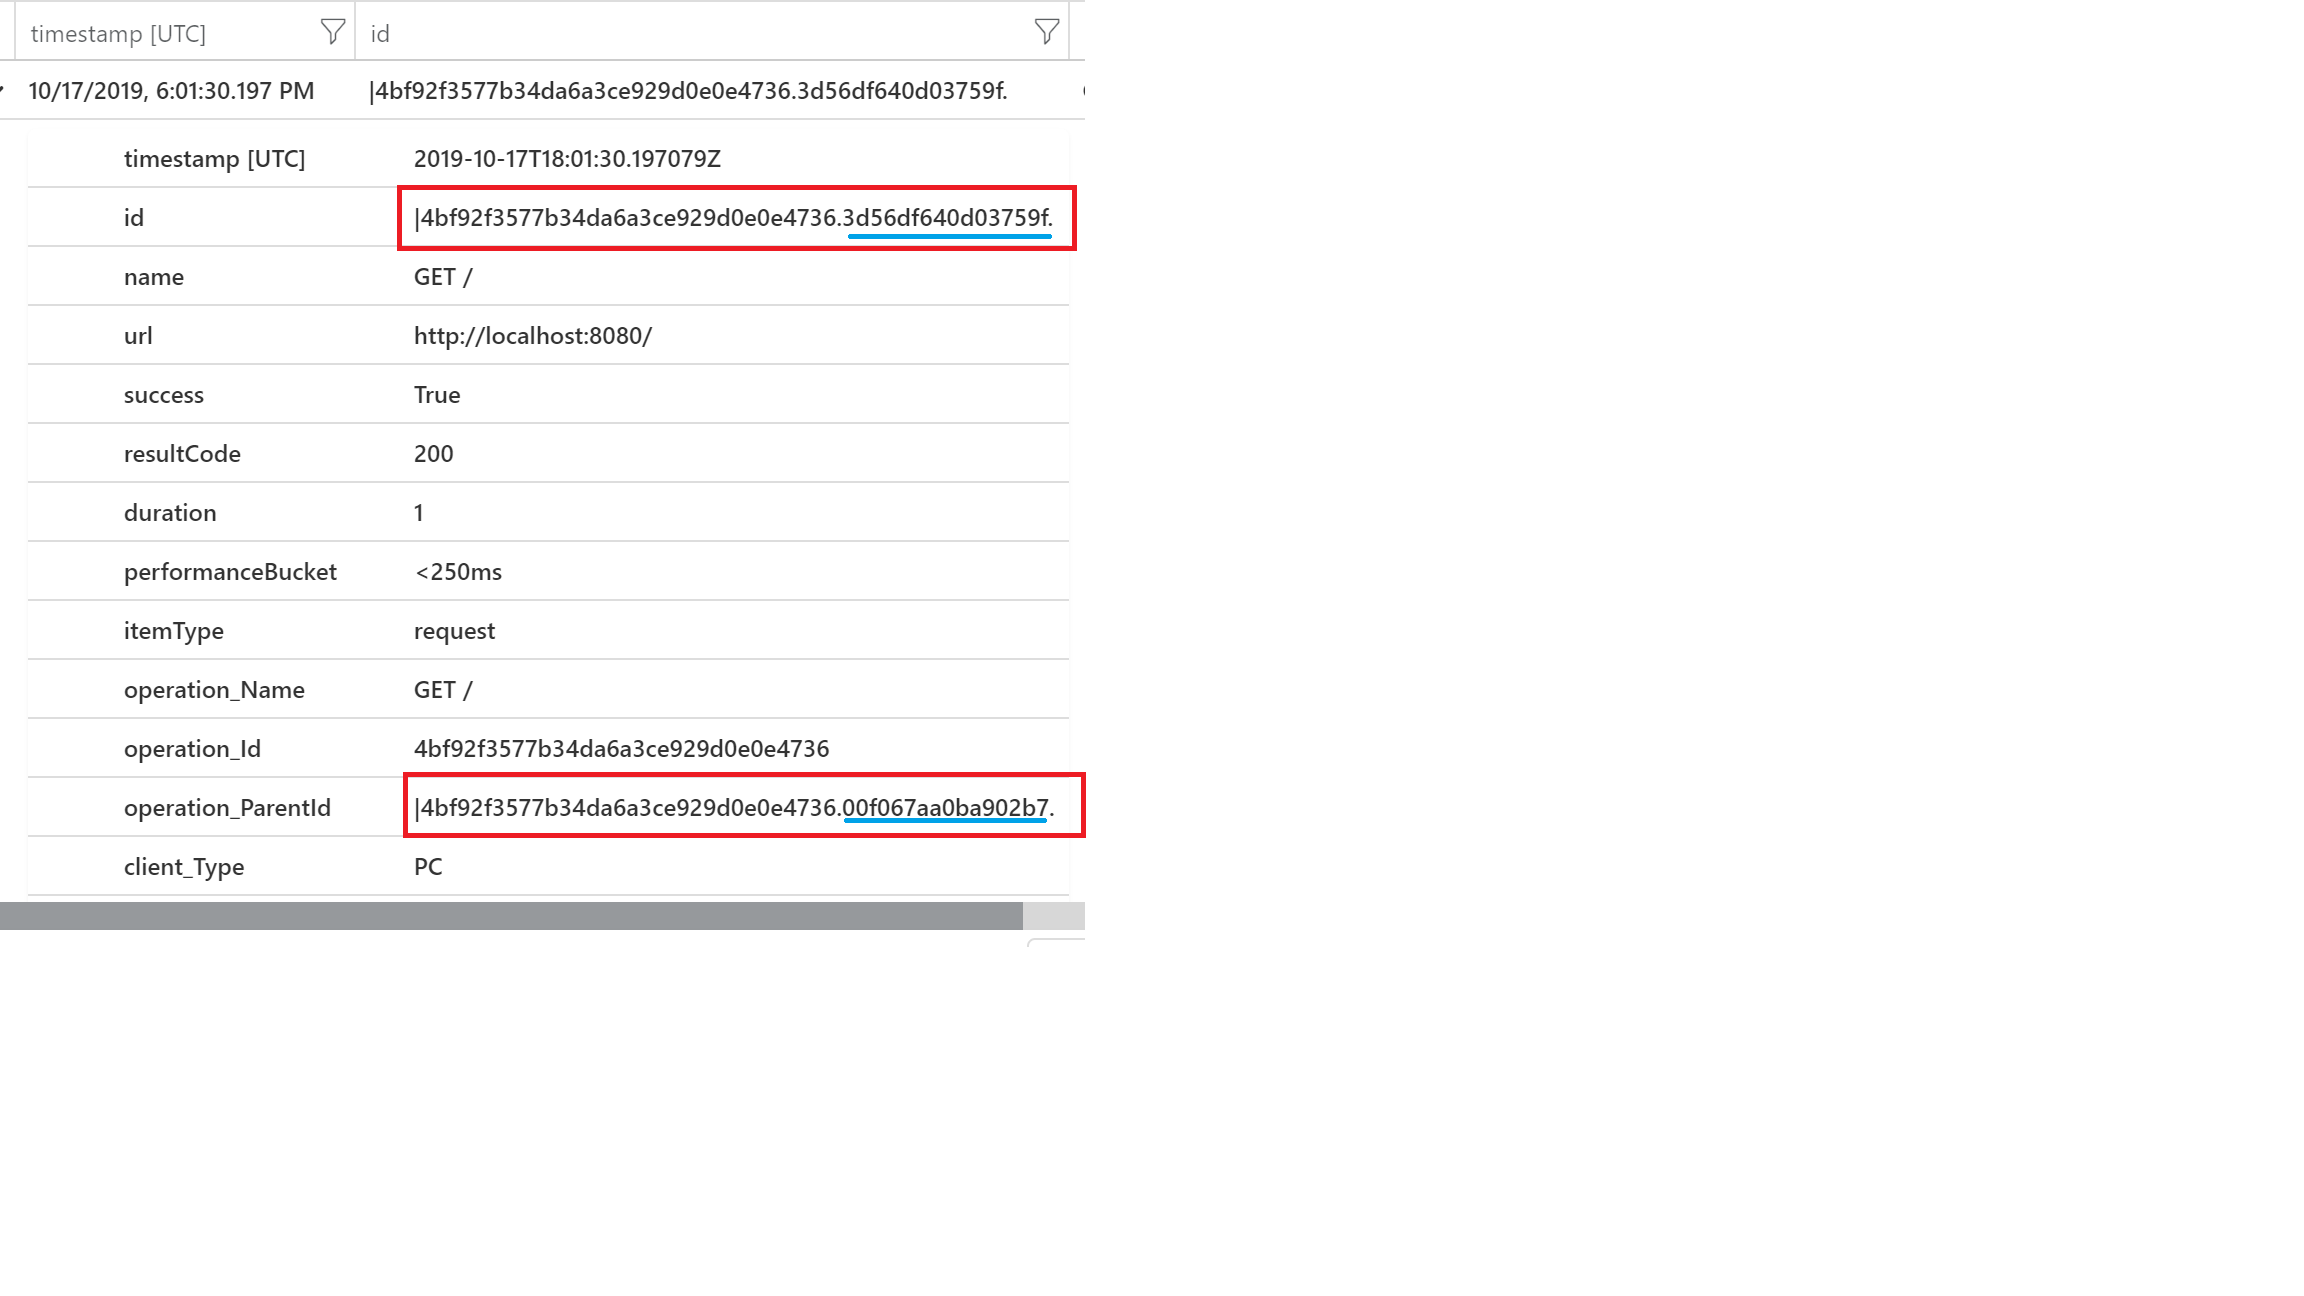 timestamp [UTC] id
10/17/2019, 6:01:30.197 PM |4bf92f3577b34da6a3ce929d0e0e4736.3d56df640d03759f.
timestamp [UTC] 2019-10-17T18:01:30.197079Z
id |4bf92f3577b34da6a3ce929d0e0e4736.3d56df640d03759f.
name GET /
url http://localhost:8080/
success True
resultCode 200
duration 1
performanceBucket <250ms
itemType request
operation_Name GET /
operation_Id 4bf92f3577b34da6a3ce929d0e0e4736
operation_ParentId |4bf92f3577b34da6a3ce929d0e0e4736.00f067aa0ba902b7.
client_Type PC